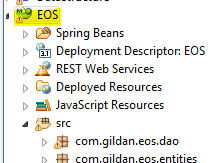 EOS
Spring Beans
Deployment Descriptor: EOS
REST Web Services
Deployed Resources
JavaScript Resources
src
com.gildan.eos.dao
com.gildan.eos.entities